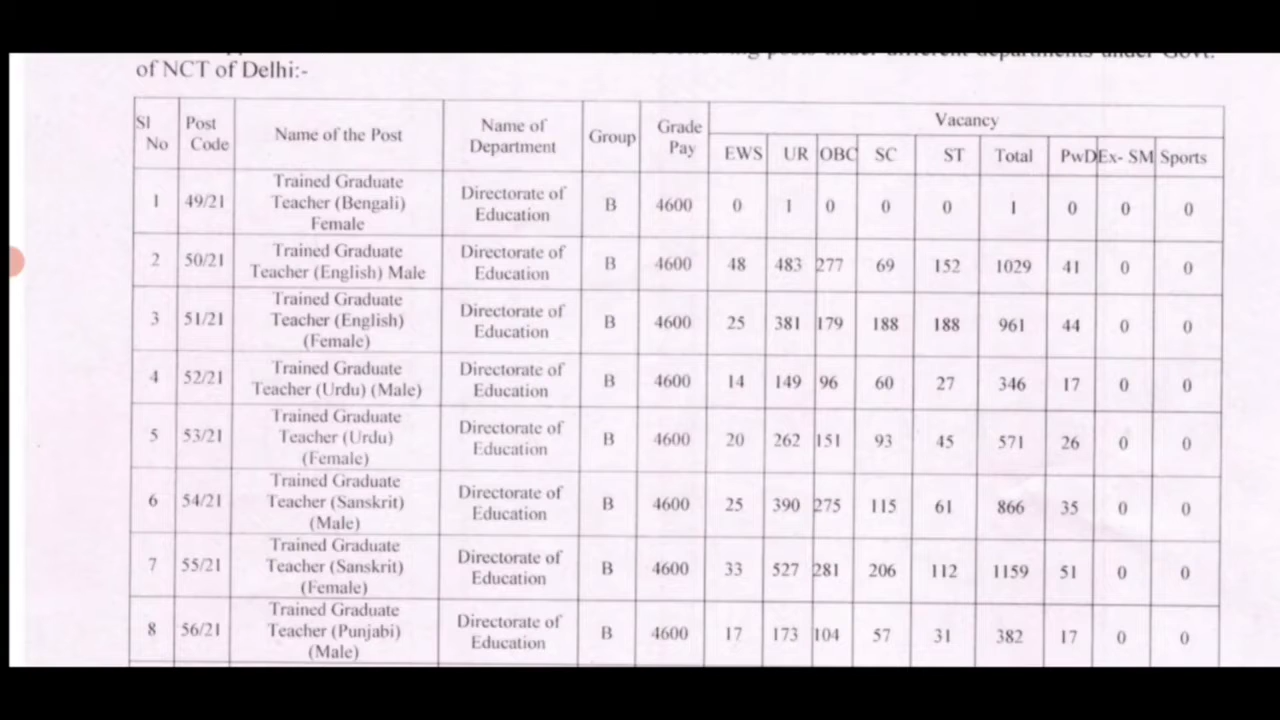 following posts under different departments under Govt.
of NCT of Delhi:-
Sl No Post Code Name of the Post Name of Department Group Grade Pay Vacancy
EWS UR OBC SC ST Total PwD Ex- SM Sports
1 49/21 Trained Graduate Teacher (Bengali) Female Directorate of Education B 4600 0 1 0 0 0 1 0 0 0
2 50/21 Trained Graduate Teacher (English) Male Directorate of Education B 4600 48 483 277 69 152 1029 41 0 0
3 51/21 Trained Graduate Teacher (English) (Female) Directorate of Education B 4600 25 381 179 188 188 961 44 0 0
4 52/21 Trained Graduate Teacher (Urdu) (Male) Directorate of Education B 4600 14 149 96 60 27 346 17 0 0
5 53/21 Trained Graduate Teacher (Urdu) (Female) Directorate of Education B 4600 20 262 151 93 45 571 26 0 0
6 54/21 Trained Graduate Teacher (Sanskrit) (Male) Directorate of Education B 4600 25 390 275 115 61 866 35 0 0
7 55/21 Trained Graduate Teacher (Sanskrit) (Female) Directorate of Education B 4600 33 527 281 206 112 1159 51 0 0
8 56/21 Trained Graduate Teacher (Punjabi) (Male) Directorate of Education B 4600 17 173 104 57 31 382 17 0 0